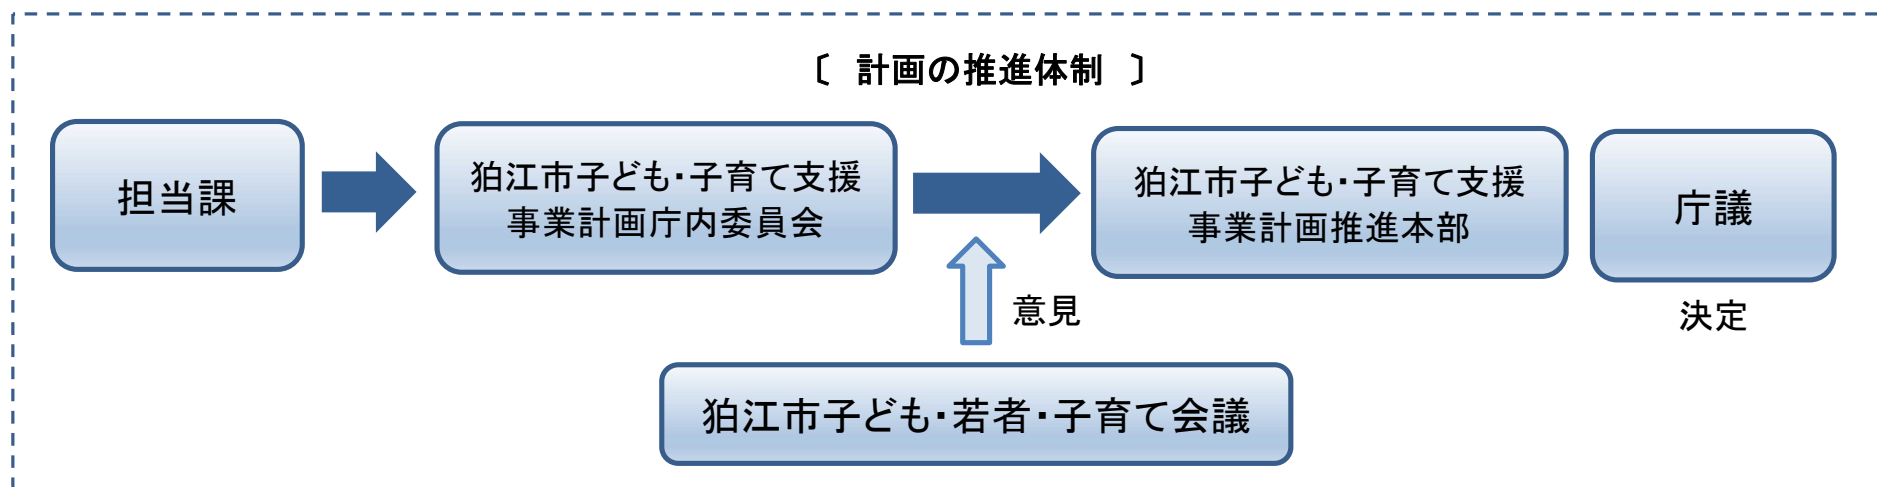 〔　計画の推進体制　〕
担当課
狛江市子ども・子育て支援
事業計画庁内委員会
狛江市子ども・子育て支援
事業計画推進本部
庁議
意見
決定
狛江市子ども・若者・子育て会議